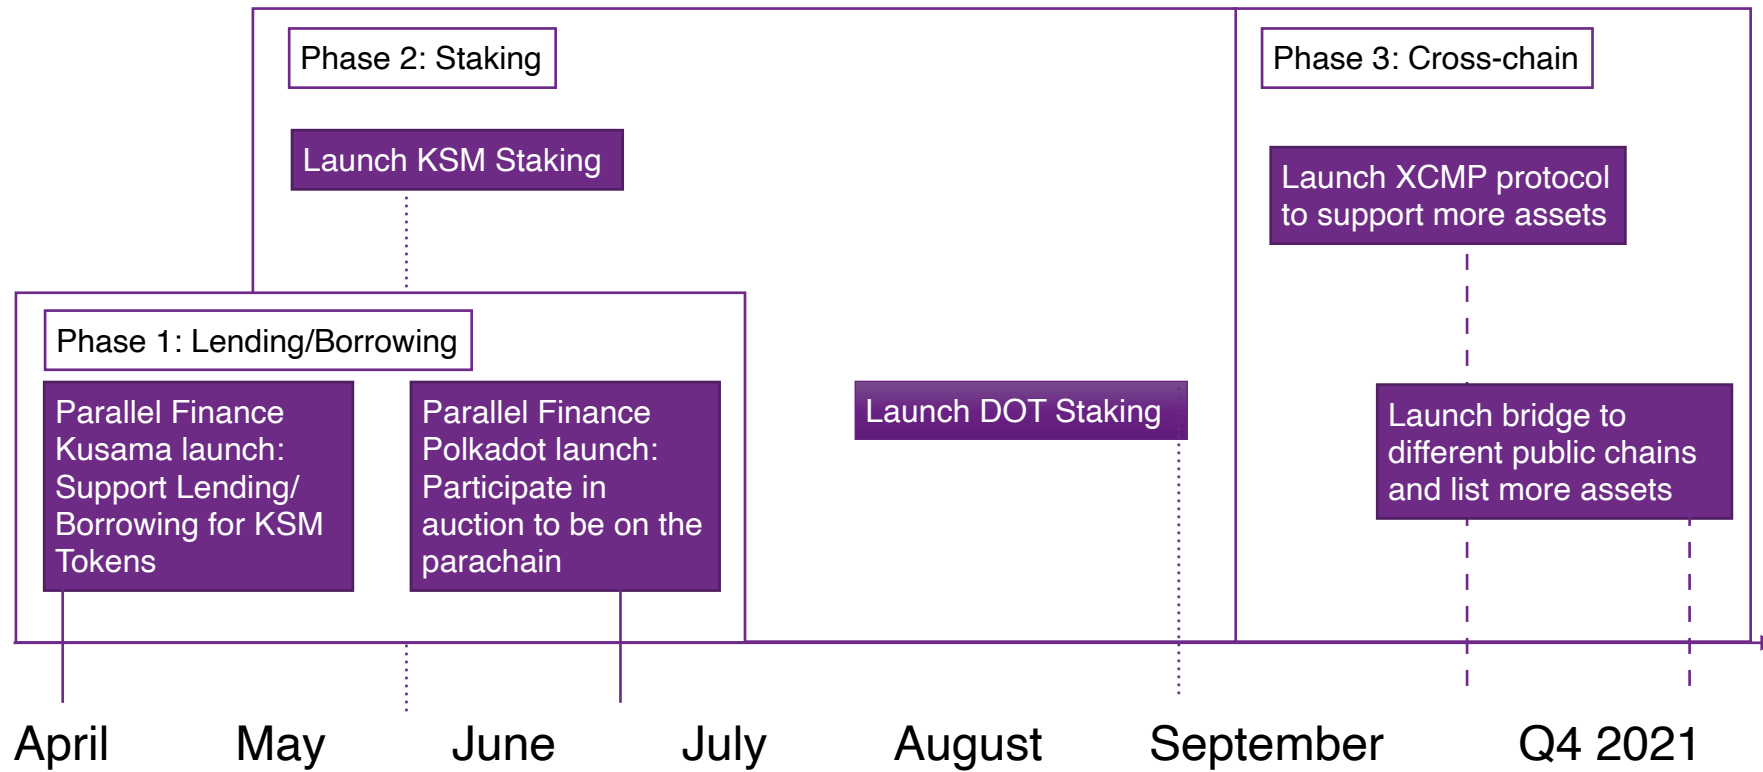 Phase 2: Staking
Phase 3: Cross-chain
Launch KSM Staking
Launch XCMP protocol
to support more assets
Phase 1: Lending/Borrowing
Parallel Finance
Kusama launch:
Support Lending/
Borrowing for KSM
Tokens
Parallel Finance
Polkadot launch:
Participate in
auction to be on the
parachain
Launch DOT Staking
Launch bridge to
different public chains
and list more assets
April
May
June
July
August
September
Q4 2021